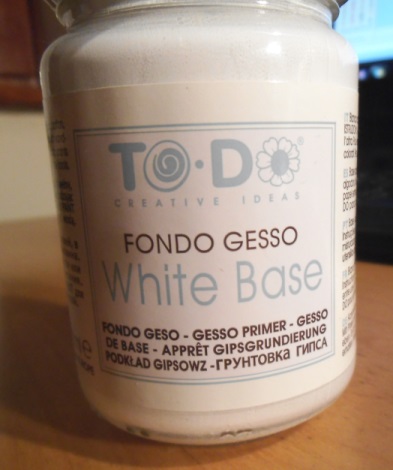 TO·DO®
CREATIVE IDEAS
FONDO GESSO
White Base
FONDO GESO - GESSO PRIMER - GESSO
DE BASE - APPRÊT GIPSGRUNDIERUNG
PODKŁAD GIPSOWZ - ГРУНТОВКА ГИПСА